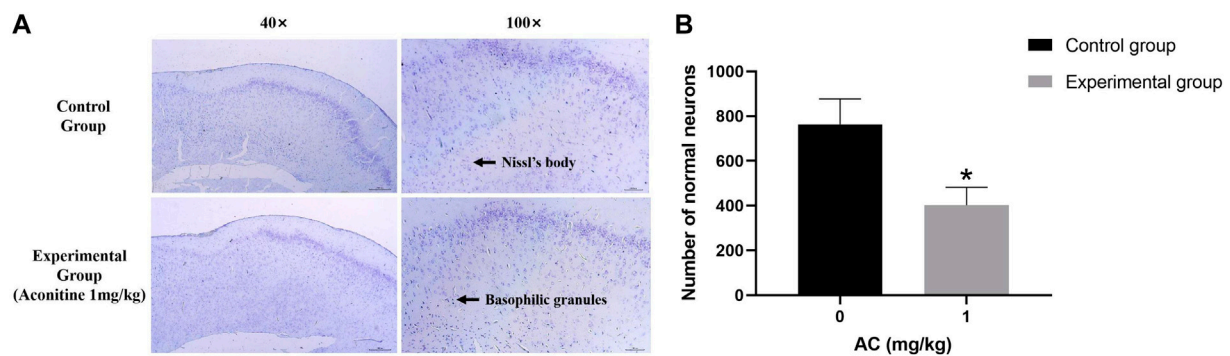 A
40×
100×
Control
Group
Nissl's body
Experimental
Group
(Aconitine 1mg/kg)
Basophilic granules
B
Control group
Experimental group
Number of normal neurons
1000
800
600
400
200
0
*
0
1
AC (mg/kg)